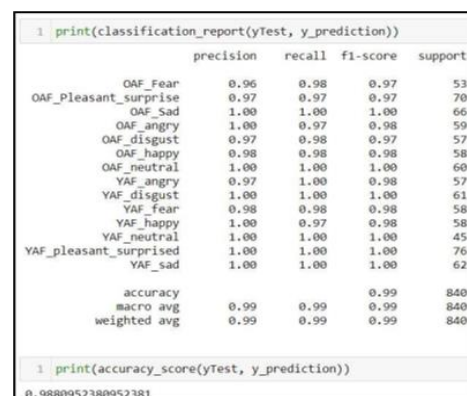 1 print(classification_report(yTest, y_prediction))
precision recall f1-score support
OAF_Fear 0.96 0.98 0.97 53
OAF_Pleasant_surprise 0.97 0.97 0.97 70
OAF_Sad 1.00 1.00 1.00 66
OAF_angry 1.00 0.97 0.98 59
OAF_disgust 0.97 0.98 0.97 57
OAF_happy 0.98 0.98 0.98 58
OAF_neutral 1.00 1.00 1.00 60
YAF_angry 0.97 1.00 0.98 57
YAF_disgust 1.00 1.00 1.00 61
YAF_fear 0.98 0.98 0.98 58
YAF_happy 1.00 0.97 0.98 58
YAF_neutral 1.00 1.00 1.00 45
YAF_pleasant_surprised 1.00 1.00 1.00 76
YAF_sad 1.00 1.00 1.00 62
accuracy 0.99 840
macro avg 0.99 0.99 0.99 840
weighted avg 0.99 0.99 0.99 840
1 print(accuracy_score(yTest, y_prediction))
0.9880952380952381